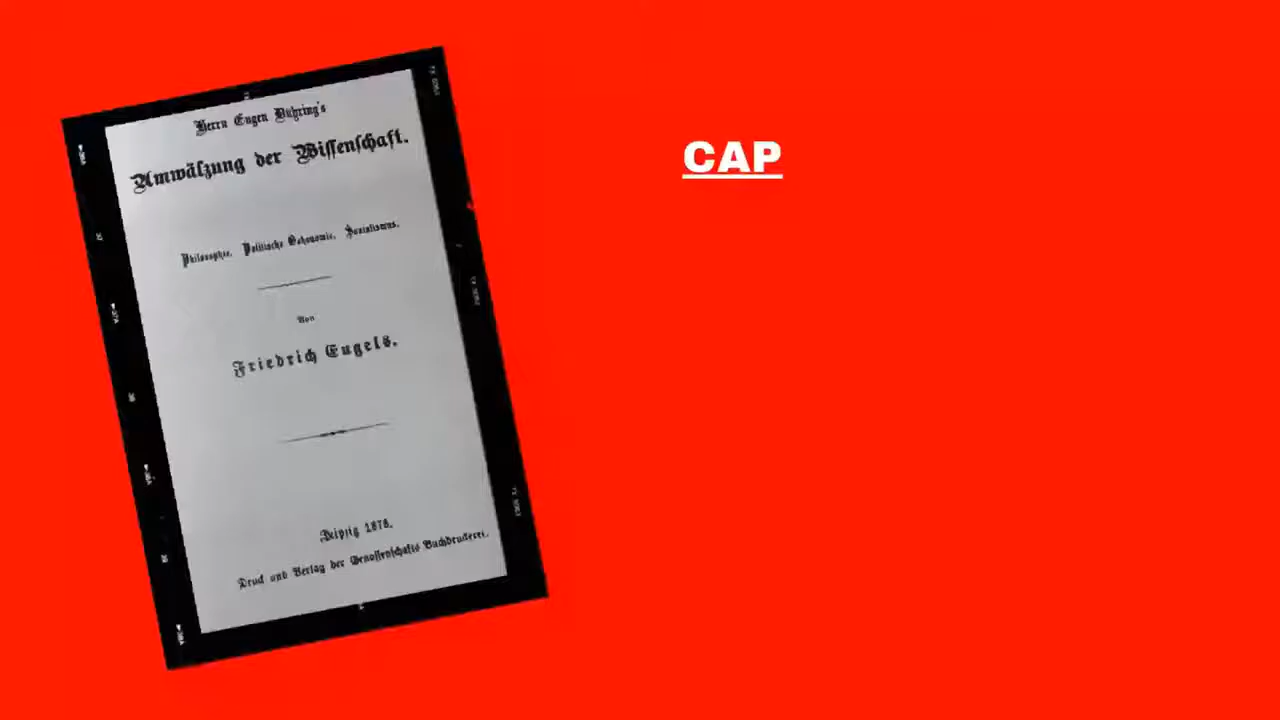 Herrn Eugen Dühring's
Umwälzung der Wissenschaft.
Philosophie. Politische Oekonomie. Sozialismus.
Von
Friedrich Engels.
Leipzig 1878.
Druck und Verlag der Genossenschafts Buchdruckerei.
CAP